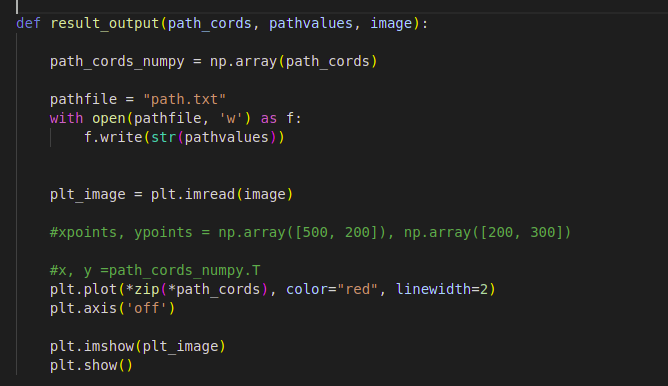 def result_output(path_cords, pathvalues, image):
path_cords_numpy = np.array(path_cords)
pathfile = "path.txt"
with open(pathfile, 'w') as f:
f.write(str(pathvalues))
plt_image = plt.imread(image)
#xpoints, ypoints = np.array([500, 200]), np.array([200, 300])
#x, y =path_cords_numpy.T
plt.plot(*zip(*path_cords), color="red", linewidth=2)
plt.axis('off')
plt.imshow(plt_image)
plt.show()